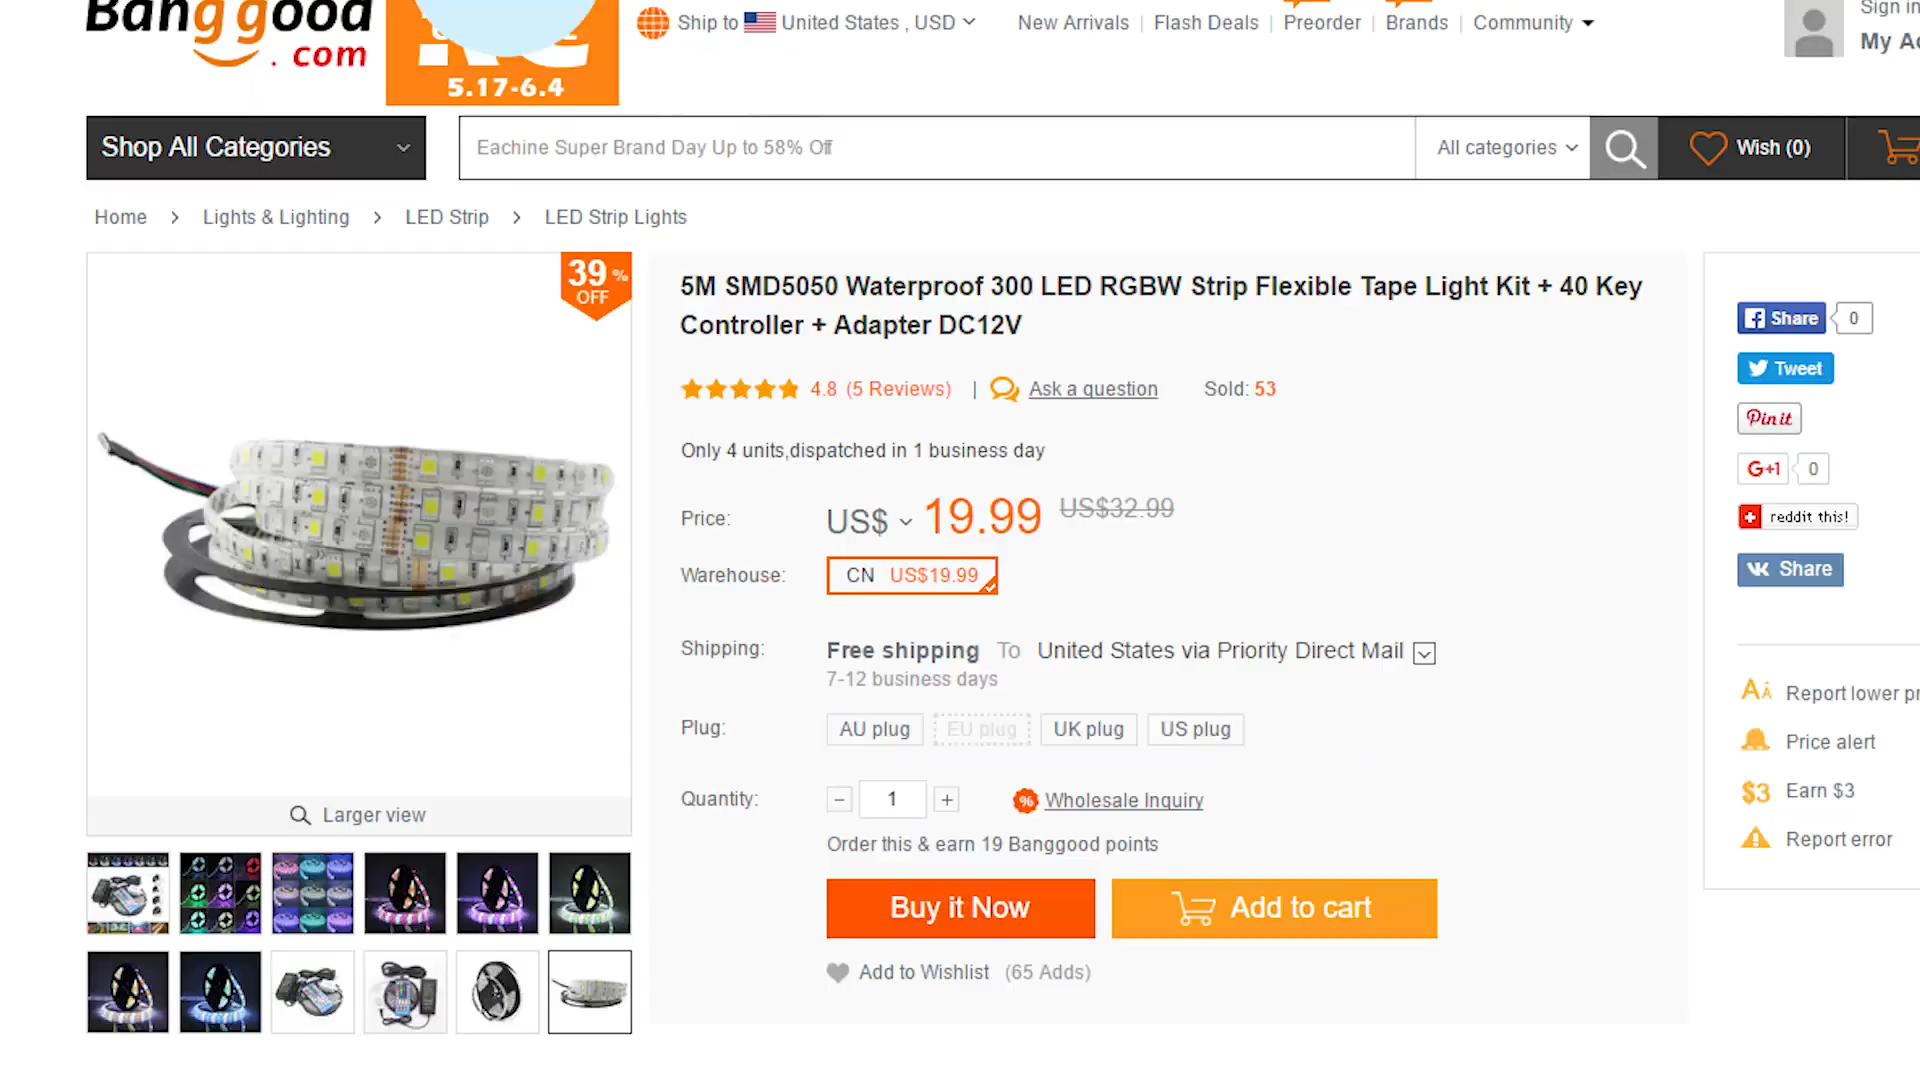 Banggood
.com
5.17-6.4
Ship to United States , USD
New Arrivals | Flash Deals | Preorder | Brands | Community
Sign in
My
Shop All Categories
Eachine Super Brand Day Up to 58% Off
All categories
Wish (0)
Home > Lights & Lighting > LED Strip > LED Strip Lights
39 %
OFF
5M SMD5050 Waterproof 300 LED RGBW Strip Flexible Tape Light Kit + 40 Key
Controller + Adapter DC12V
4.8 (5 Reviews) | Ask a question Sold: 53
Only 4 units,dispatched in 1 business day
Price: US$ 19.99 US$32.99
Warehouse: CN US$19.99
Shipping: Free shipping To United States via Priority Direct Mail
7-12 business days
Plug: AU plug EU plug UK plug US plug
Quantity: - 1 + % Wholesale Inquiry
Order this & earn 19 Banggood points
Buy it Now
Add to cart
Add to Wishlist (65 Adds)
Larger view
Share 0
Tweet
Pin it
G+1 0
reddit this!
Share
Report lower
Price alert
$3 Earn $3
Report error